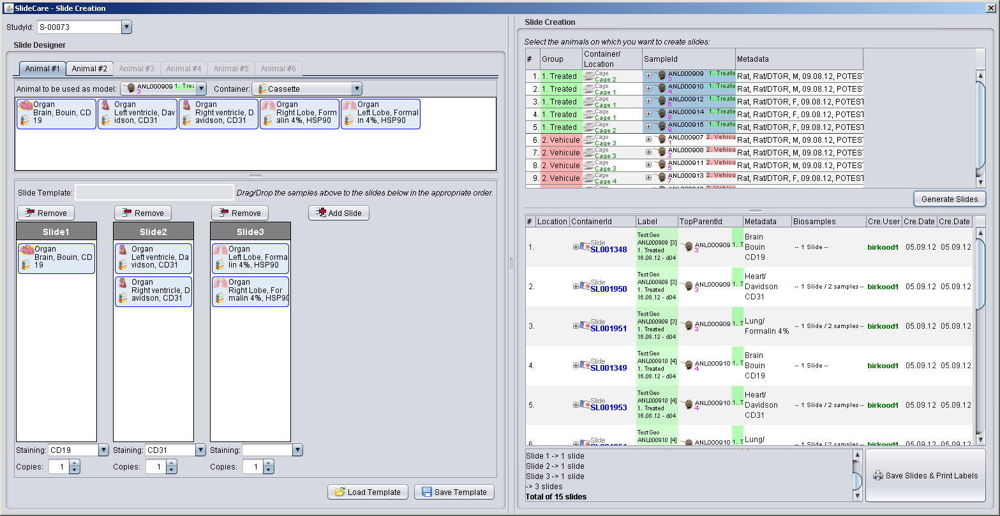 SlideCare - Slide Creation
StudyId: S-00073
Slide Designer
Animal #1 Animal #2 Animal #3 Animal #4 Animal #5 Animal #6
Animal to be used as model: ANL000909 1. Trea
3
Container: Cassette
Organ
Brain, Bouin, CD
19
Organ
Left ventricle, Dav
idson, CD31
Organ
Right ventricle, D
avidson, CD31
Organ
Right Lobe, Form
alin 4%, HSP90
Organ
Left Lobe, Formal
in 4%, HSP90
Slide Template: Drag/Drop the samples above to the slides below in the appropriate order.
Remove Remove Remove Add Slide
Slide1
Organ
Brain, Bouin, CD
19
Staining: CD19
Copies: 1
Slide2
Organ
Left ventricle, Da
vidson, CD31
Organ
Right ventricle, D
avidson, CD31
Staining: CD31
Copies: 1
Slide3
Organ
Left Lobe, Forma
lin 4%, HSP90
Organ
Right Lobe, For
malin 4%, HSP90
Staining:
Copies: 1
Load Template Save Template
Slide Creation
Select the animals on which you want to create slides:
# Group Container/
Location SampleId Metadata
1. 1. Treated Cage
Cage 2 ANL000909 1. Treate
3 Rat, Rat/DTGR, M, 09.08.12, POTEST
2. 1. Treated Cage
Cage 1 ANL000910 1. Treate
4 Rat, Rat/DTGR, M, 09.08.12, POTEST
3. 1. Treated Cage
Cage 1 ANL000912 1. Treate
6 Rat, Rat/DTGR, F, 09.08.12, POTEST
4. 1. Treated Cage
Cage 1 ANL000914 1. Treate
8 Rat, Rat/DTGR, F, 09.08.12, POTEST
5. 1. Treated Cage
Cage 2 ANL000915 1. Treate
9 Rat, Rat/DTGR, F, 09.08.12, POTEST
6. 2. Vehicule Cage
Cage 3 ANL000907 2. Vehicu
1 Rat, Rat/DTGR, M, 09.08.12, POTEST
7. 2. Vehicule Cage
Cage 3 ANL000908 2. Vehicu
2 Rat, Rat/DTGR, M, 09.08.12, POTEST
8. 2. Vehicule Cage
Cage 3 ANL000911 2. Vehicu
5 Rat, Rat/DTGR, M, 09.08.12, POTEST
9. 2. Vehicule Cage
Cage 4 ANL000913 2. Vehicu
7 Rat, Rat/DTGR, F, 09.08.12, POTEST
Generate Slides
# Location ContainerId Label TopParentId Metadata Biosamples Cre.User Cre.Date Cre.Date
1. Slide
SL001348
TestGeo
ANL000909 [3]
1. Treated
16.08.12 - d04
ANL000909 1. T
3
Brain
Bouin
CD19
-- 1 Slide -- birkood1 05.09.12 05.09.12
2. Slide
SL001950
TestGeo
ANL000909 [3]
1. Treated
16.08.12 - d04
ANL000909 1. T
3
Heart/
Davidson
CD31
-- 1 Slide / 2 samples -- birkood1 05.09.12 05.09.12
3. Slide
SL001951
TestGeo
ANL000909 [3]
1. Treated
16.08.12 - d04
ANL000909 1. T
3
Lung/
Formalin 4%
-- 1 Slide / 2 samples -- birkood1 05.09.12 05.09.12
4. Slide
SL001349
TestGeo
ANL000910 [4]
1. Treated
16.08.12 - d04
ANL000910 1. T
4
Brain
Bouin
CD19
-- 1 Slide -- birkood1 05.09.12 05.09.12
5. Slide
SL001953
TestGeo
ANL000910 [4]
1. Treated
16.08.12 - d04
ANL000910 1. T
4
Heart/
Davidson
CD31
-- 1 Slide / 2 samples -- birkood1 05.09.12 05.09.12
6. Slide
TestGeo
ANL000910 [4]
ANL000910 1. T
Lung/
-- 1 Slide / 2 samples -- birkood1 05.09.12 05.09.12
Slide 1 -> 1 slide
Slide 2 -> 1 slide
Slide 3 -> 1 slide
-> 3 slides
Total of 15 slides
Save Slides & Print Labels